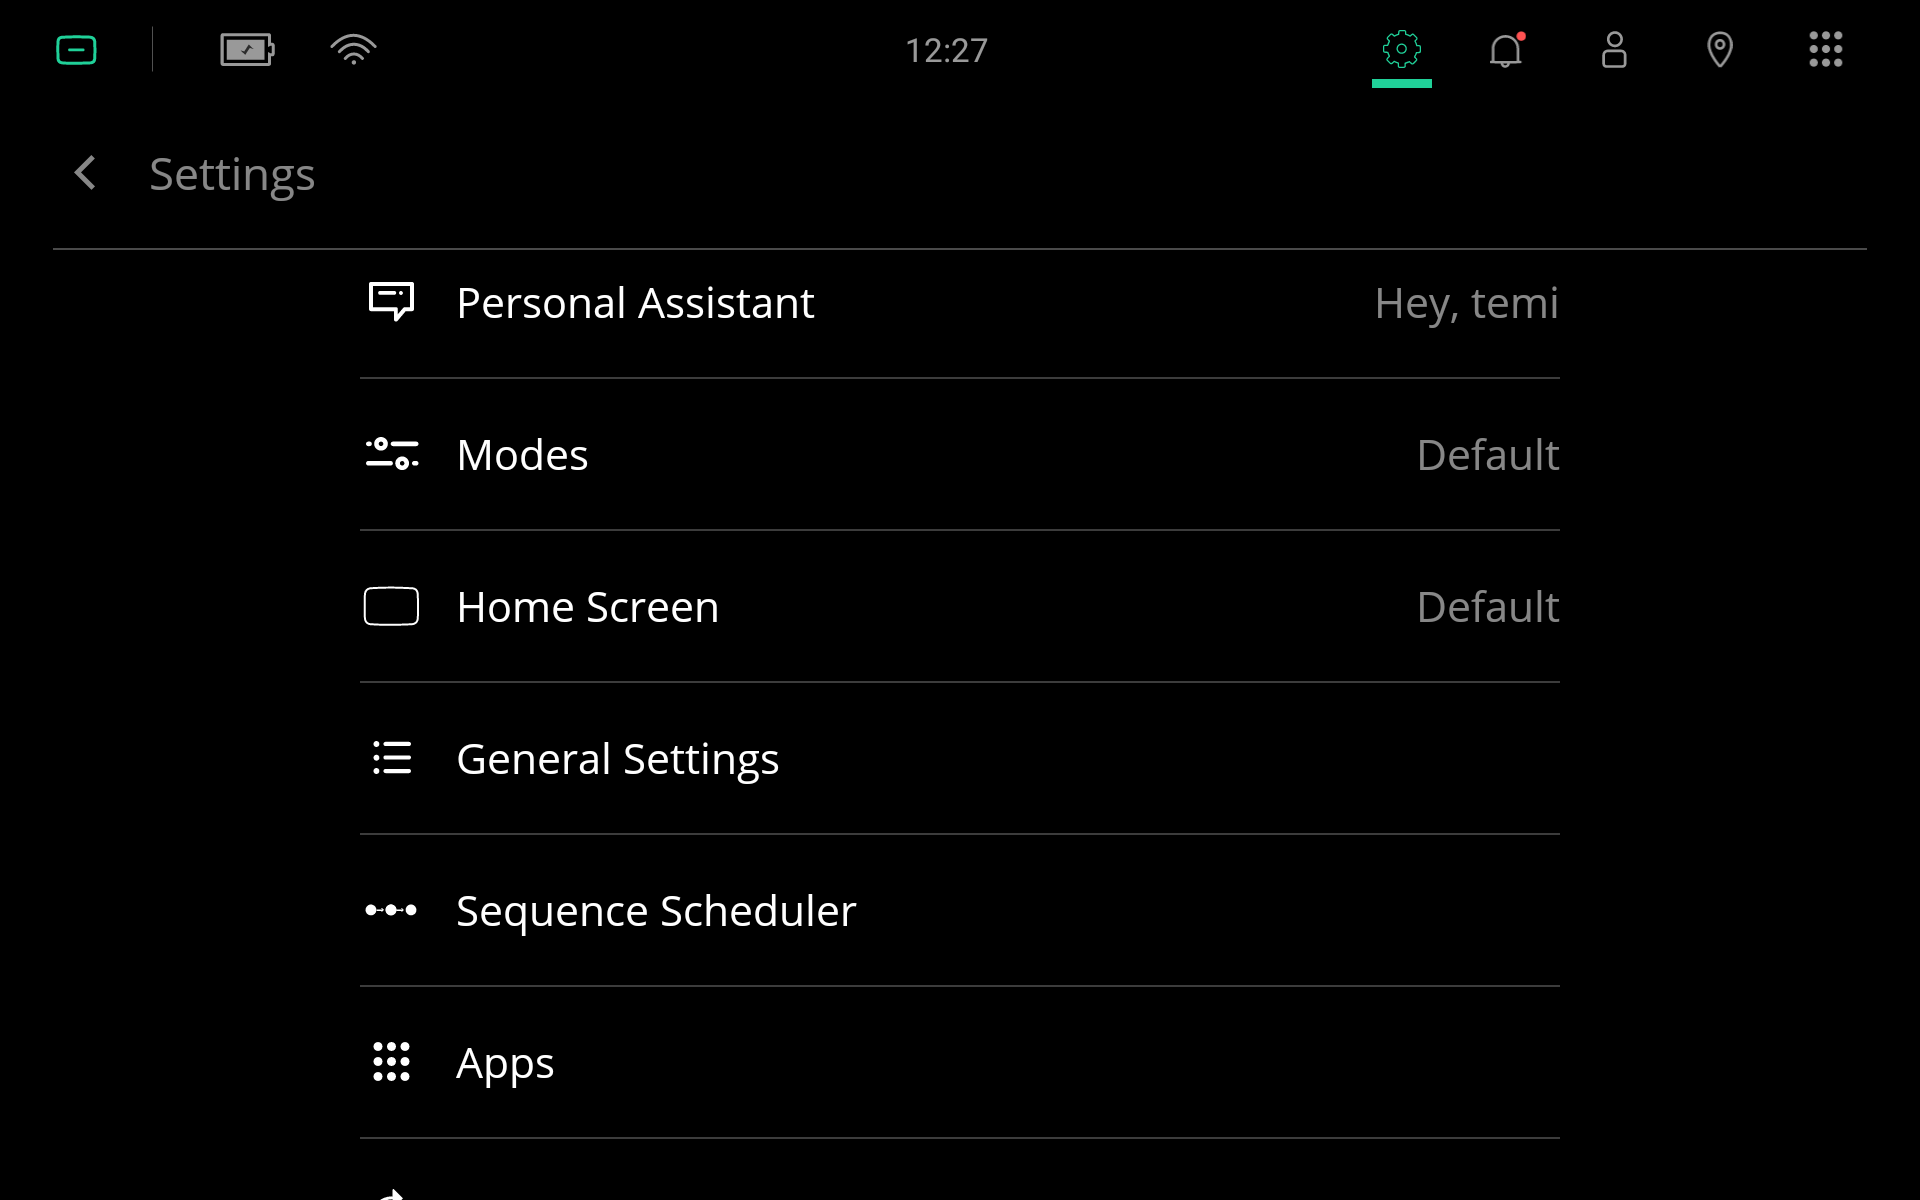 12:27
Settings
Personal Assistant Hey, temi
Modes Default
Home Screen Default
General Settings
Sequence Scheduler
Apps